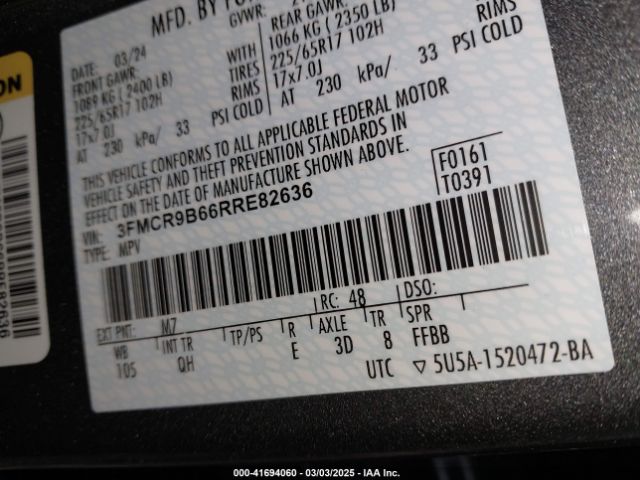 MFD. BY FO
GVWR:
DATE: 03/24
FRONT GAWR:
1089 KG ( 2400 LB)
225/65R17 102H
17x7.0J
AT 230 kPa/ 33 PSI COLD
WITH
TIRES
RIMS
REAR GAWR:
1066 KG ( 2350 LB)
225/65R17 102H
17x7.0J
AT 230 kPa/ 33 PSI COLD
RIMS
THIS VEHICLE CONFORMS TO ALL APPLICABLE FEDERAL MOTOR
VEHICLE SAFETY AND THEFT PREVENTION STANDARDS IN
EFFECT ON THE DATE OF MANUFACTURE SHOWN ABOVE.
VIN: 3FMCR9B66RRE82636
TYPE: MPV
F0161
T0391
EXT PNT: M7 RC: 48 DSO:
WB INT TR TP/PS R AXLE TR SPR
105 QH E 3D 8 FFBB
UTC ▽ 5U5A-1520472-BA
ON
000-41694060 - 03/03/2025 - IAA Inc.